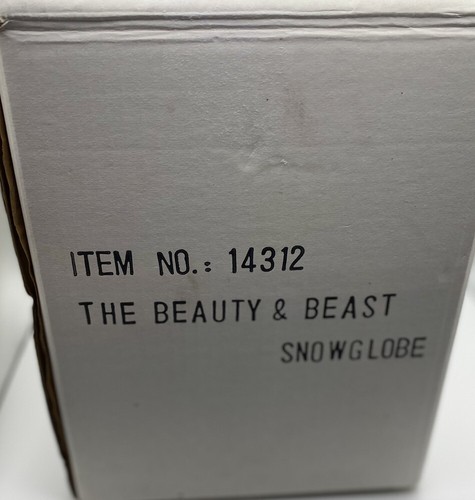 ITEM NO.: 14312
THE BEAUTY & BEAST
SNOWGLOBE